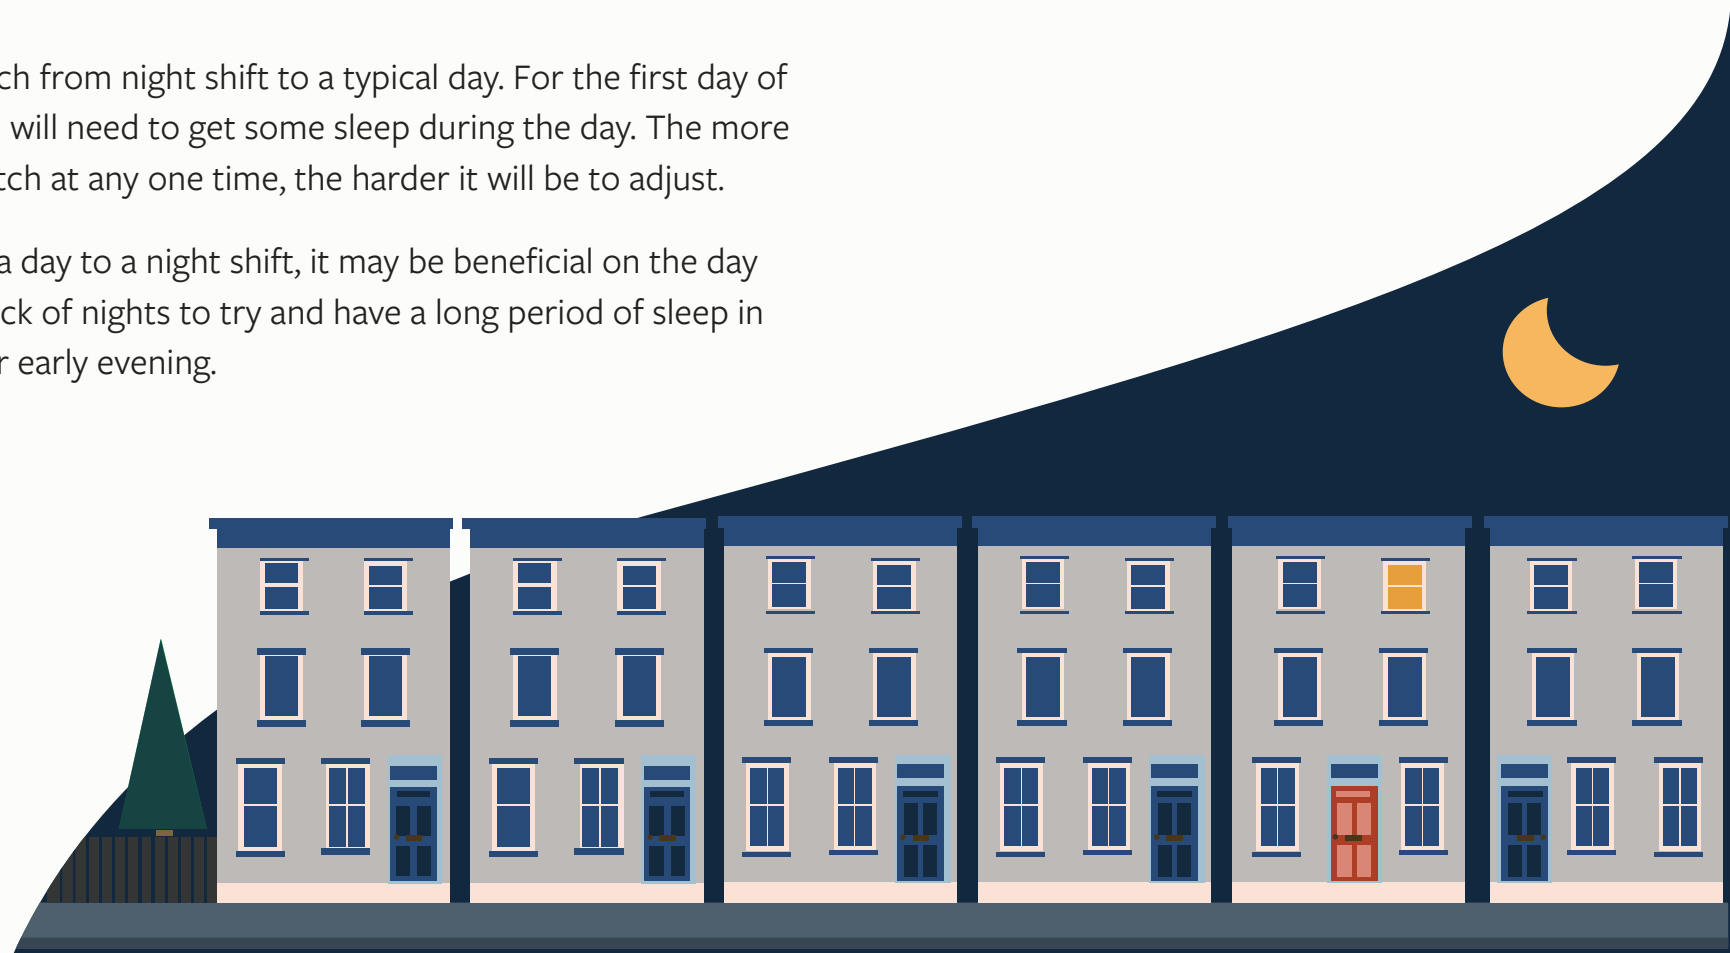 ch from night shift to a typical day. For the first day of
will need to get some sleep during the day. The more
tch at any one time, the harder it will be to adjust.
a day to a night shift, it may be beneficial on the day
ck of nights to try and have a long period of sleep in
r early evening.